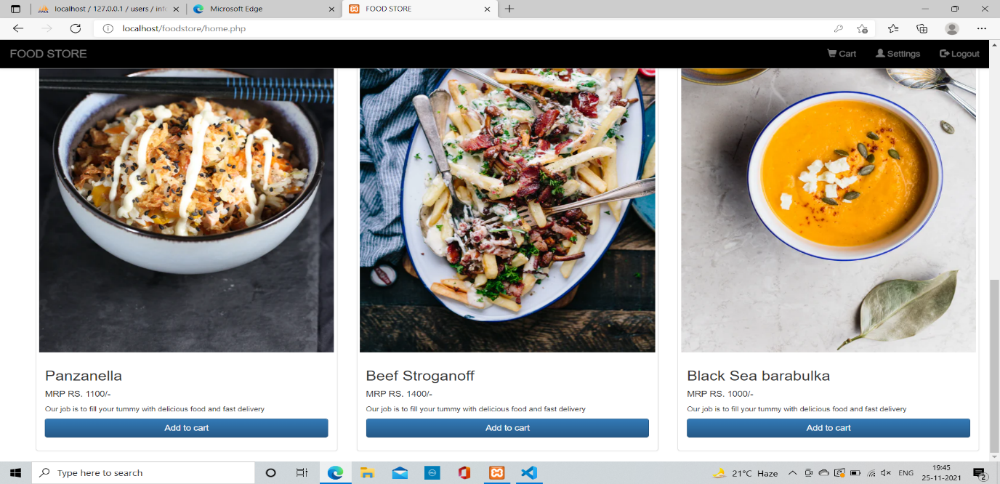 localhost / 127.0.0.1 / users / info
Microsoft Edge
FOOD STORE
localhost/foodstore/home.php
FOOD STORE
Cart
Settings
Logout
Panzanella
MRP RS. 1100/-
Our job is to fill your tummy with delicious food and fast delivery
Add to cart
Beef Stroganoff
MRP RS. 1400/-
Our job is to fill your tummy with delicious food and fast delivery
Add to cart
Black Sea barabulka
MRP RS. 1000/-
Our job is to fill your tummy with delicious food and fast delivery
Add to cart
Type here to search
21°C Haze
ENG
19:45
25-11-2021
2